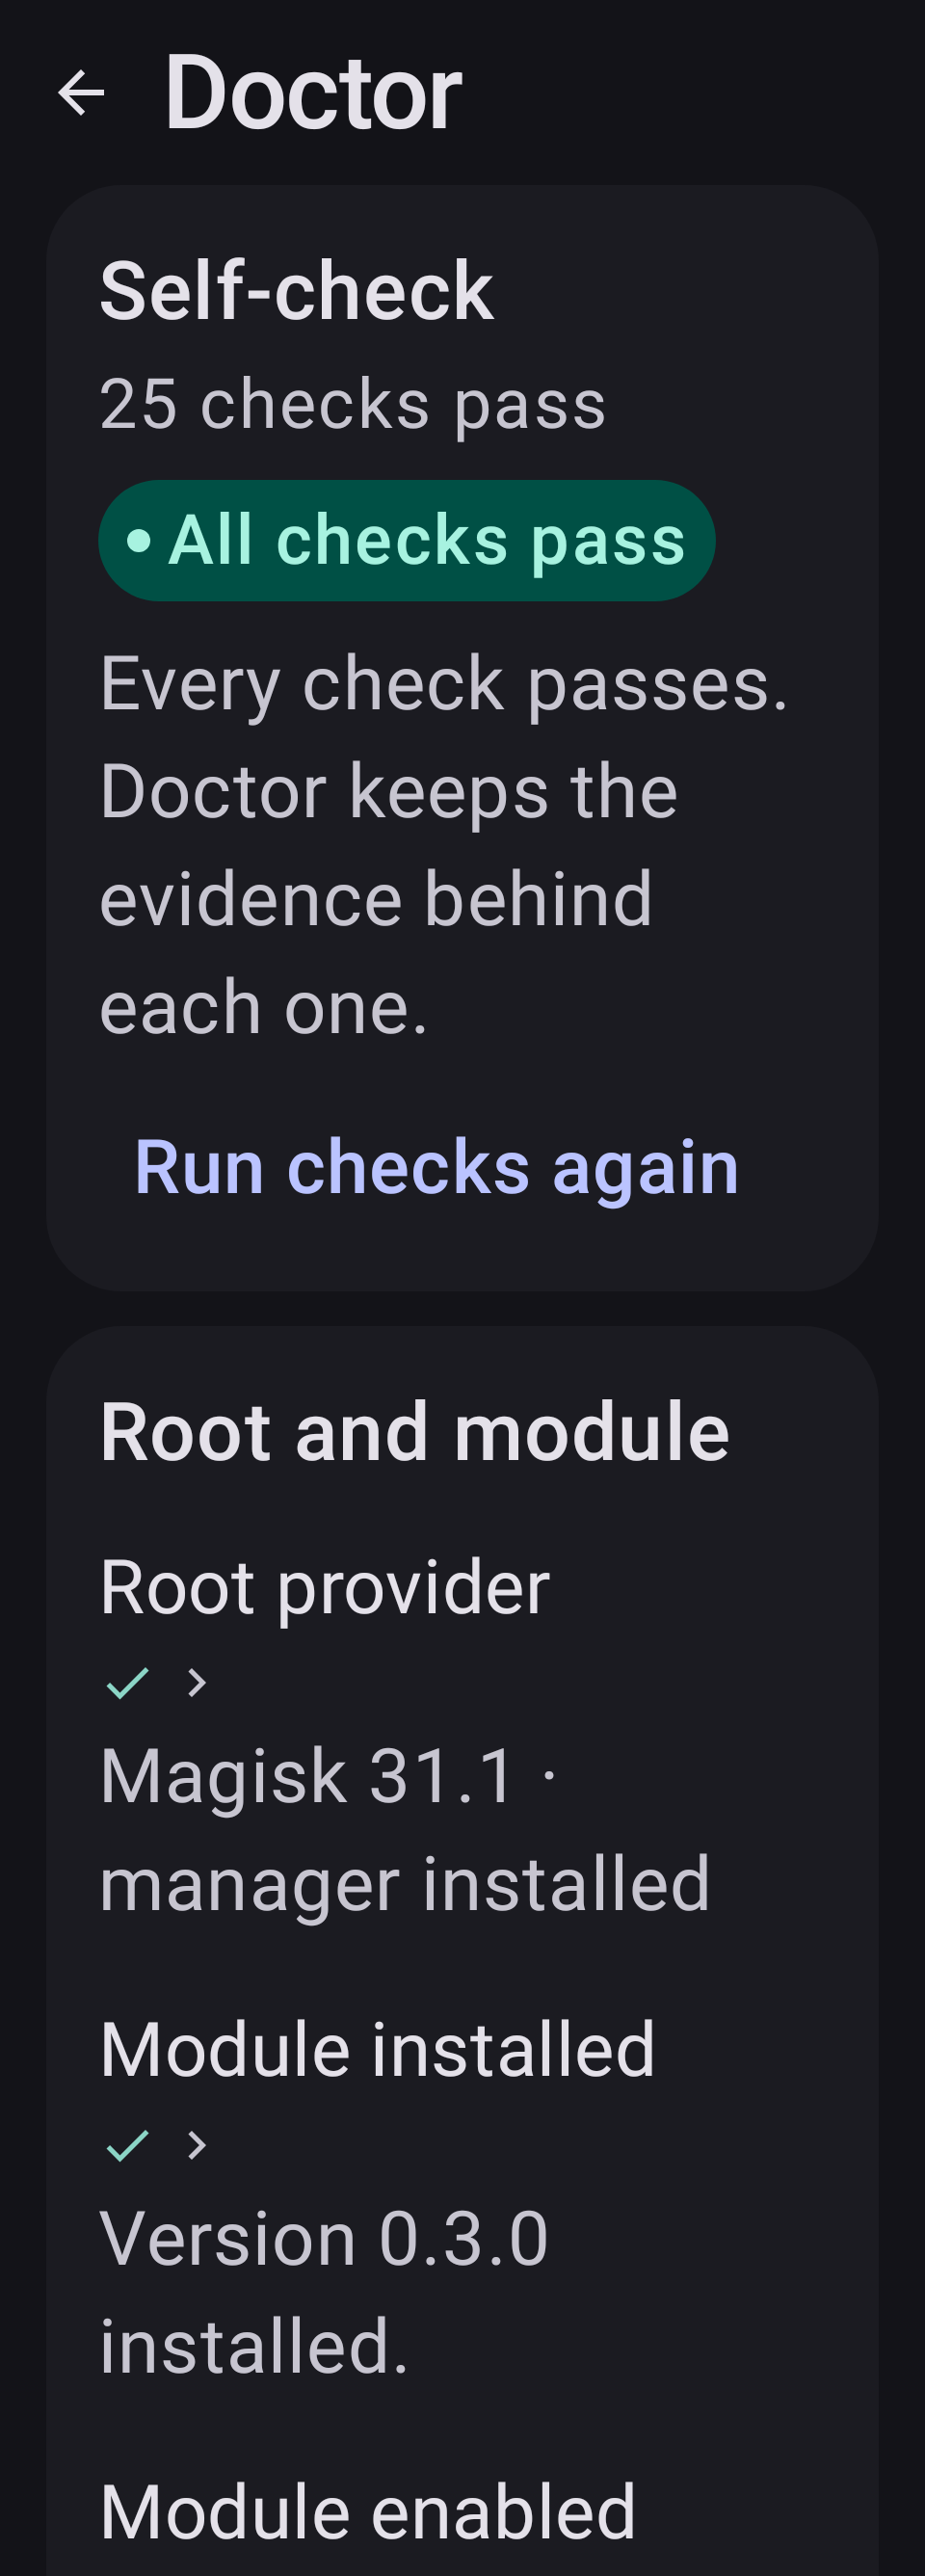 Doctor
Self-check
25 checks pass
All checks pass
Every check passes.
Doctor keeps the
evidence behind
each one.
Run checks again
Root and module
Root provider
Magisk 31.1 ·
manager installed
Module installed
Version 0.3.0
installed.
Module enabled